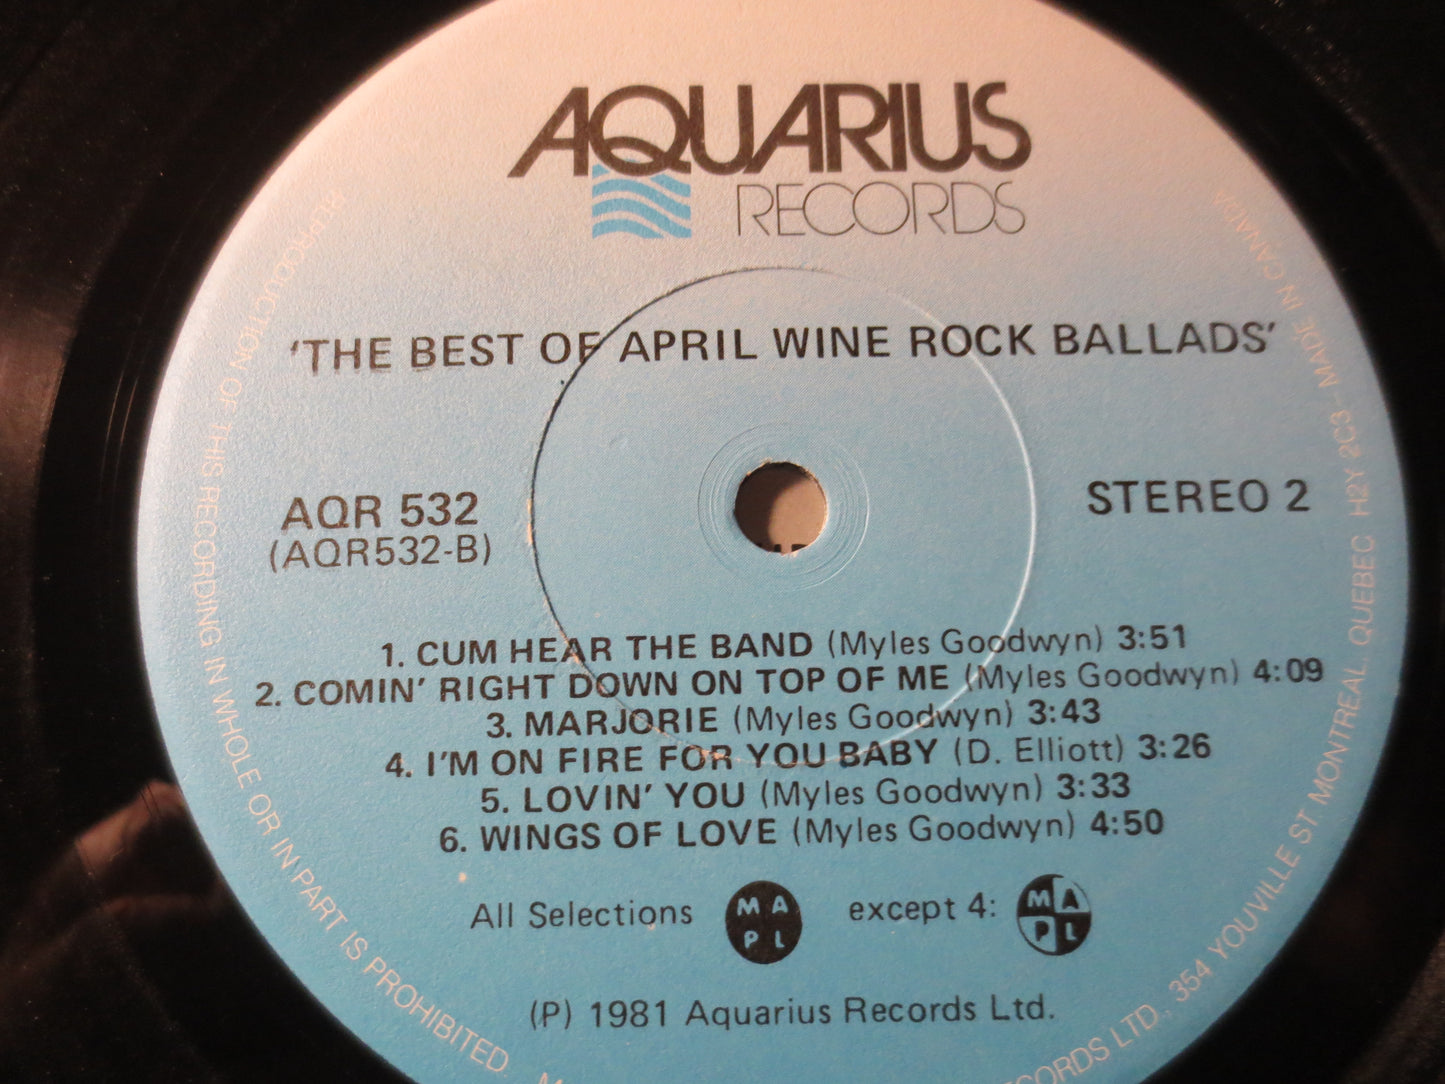 AQUARIUS
RECORDS
'THE BEST OF APRIL WINE ROCK BALLADS'
AQR 532
(AQR532-B)
STEREO 2
1. CUM HEAR THE BAND (Myles Goodwyn) 3:51
2. COMIN' RIGHT DOWN ON TOP OF ME (Myles Goodwyn) 4:09
3. MARJORIE (Myles Goodwyn) 3:43
4. I'M ON FIRE FOR YOU BABY (D. Elliott) 3:26
5. LOVIN' YOU (Myles Goodwyn) 3:33
6. WINGS OF LOVE (Myles Goodwyn) 4:50
All Selections MAPL except 4: MAPL
(P) 1981 Aquarius Records Ltd.
REPRODUCTION OF THIS RECORDING IN WHOLE OR IN PART IS PROHIBITED.
LTD., 354 YOUVILLE ST. MONTREAL, QUEBEC H2Y 2C3 - MADE IN CANADA